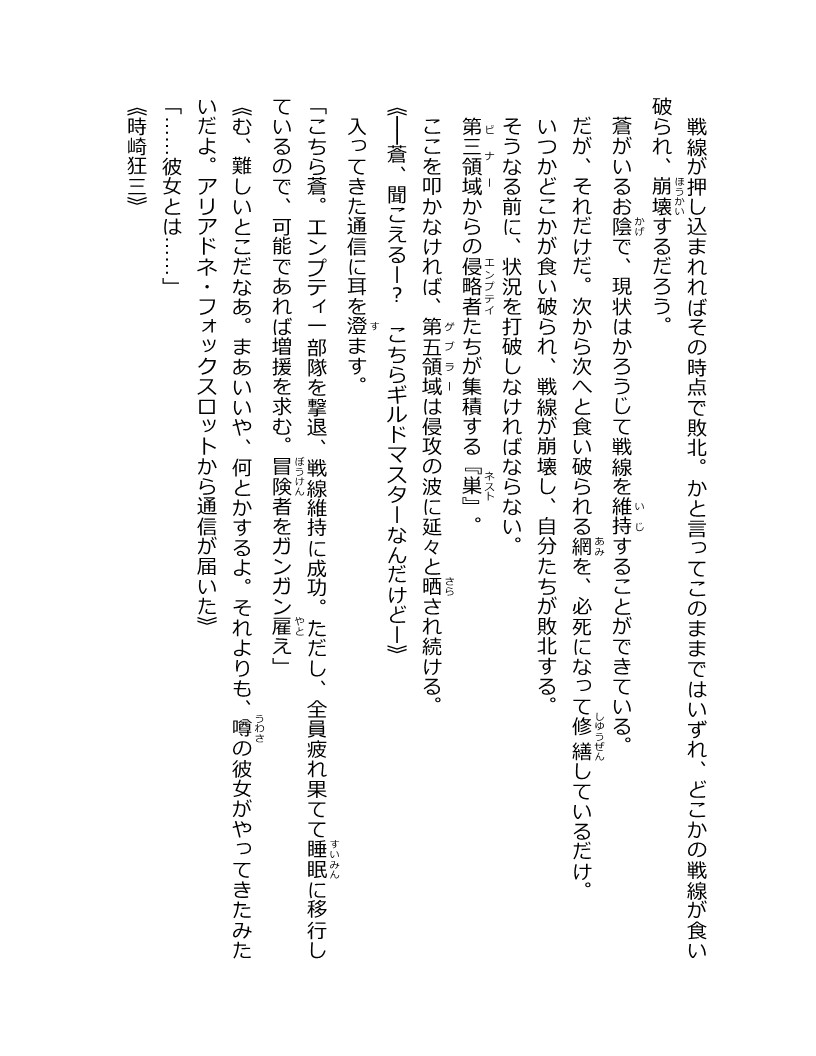 戦線が押し込まれればその時点で敗北。かと言ってこのままではいずれ、どこかの戦線が食い
破られ、崩壊するだろう。
蒼がいるお陰で、現状はかろうじて戦線を維持することができている。
だが、それだけだ。次から次へと食い破られる網を、必死になって修繕しているだけ。
いつかどこかが食い破られ、戦線が崩壊し、自分たちが敗北する。
そうなる前に、状況を打破しなければならない。
第三領域からの侵略者たちが集積する『巣』。
ここを叩かなければ、第五領域は侵攻の波に延々と晒され続ける。
《――蒼、聞こえるー？　こちらギルドマスターなんだけどー》
入ってきた通信に耳を澄ます。
「こちら蒼。エンプティー部隊を撃退、戦線維持に成功。ただし、全員疲れ果てて睡眠に移行し
ているので、可能であれば増援を求む。冒険者をガンガン雇え」
《む、難しいとこだなあ。まあいいや、何とかするよ。それよりも、噂の彼女がやってきたみた
いだよ。アリアドネ・フォックスロットから通信が届いた》
「……彼女とは……」
《時崎狂三》